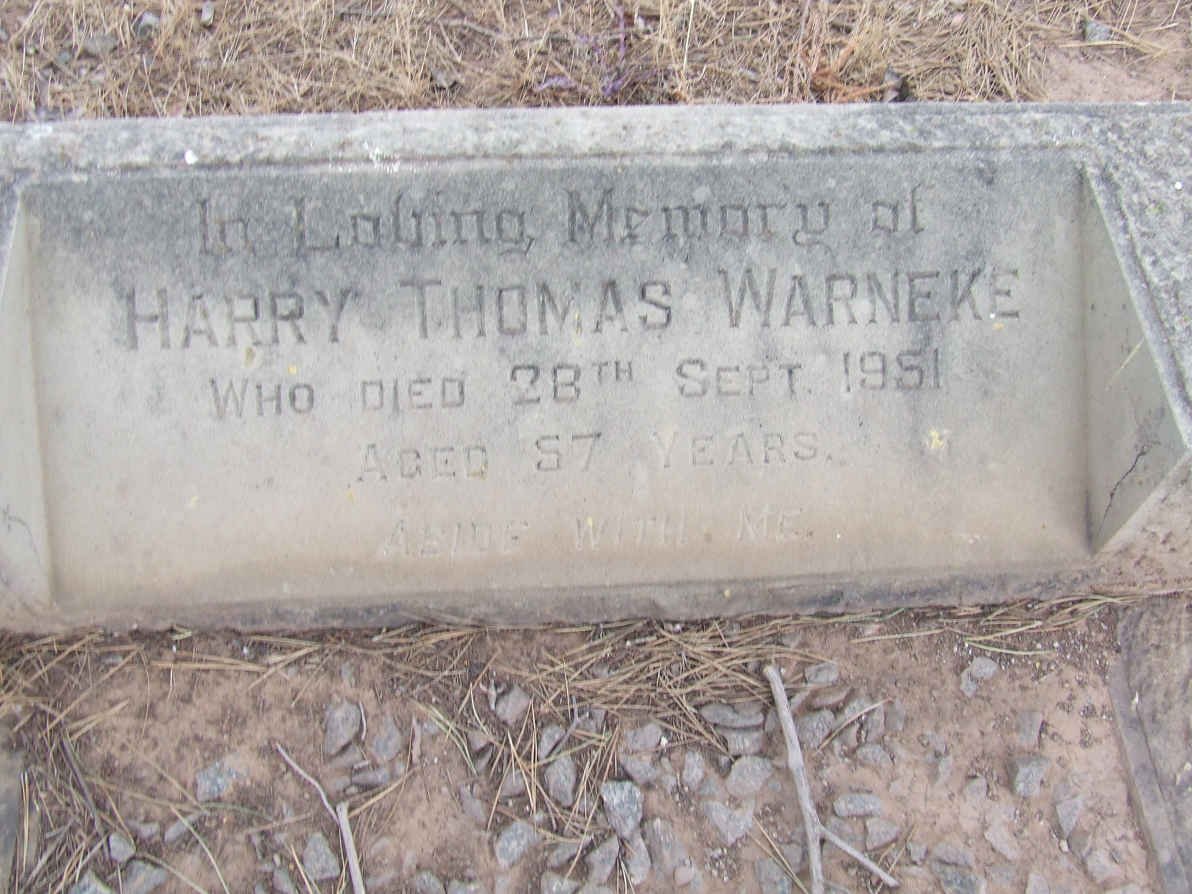 In Loving Memory of
HARRY THOMAS WARNEKE
WHO DIED 28TH SEPT. 1951
AGED 57 YEARS.
ABIDE WITH ME.